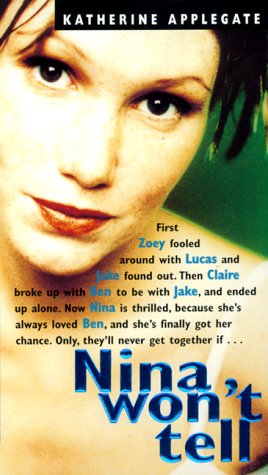 KATHERINE APPLEGATE
First
Zoey fooled
around with Lucas and
Jake found out. Then Claire
broke up with Ben to be with Jake, and ended
up alone. Now Nina is thrilled, because she's
always loved Ben, and she's finally got her
chance. Only, they'll never get together if . . .
Nina
won't
tell